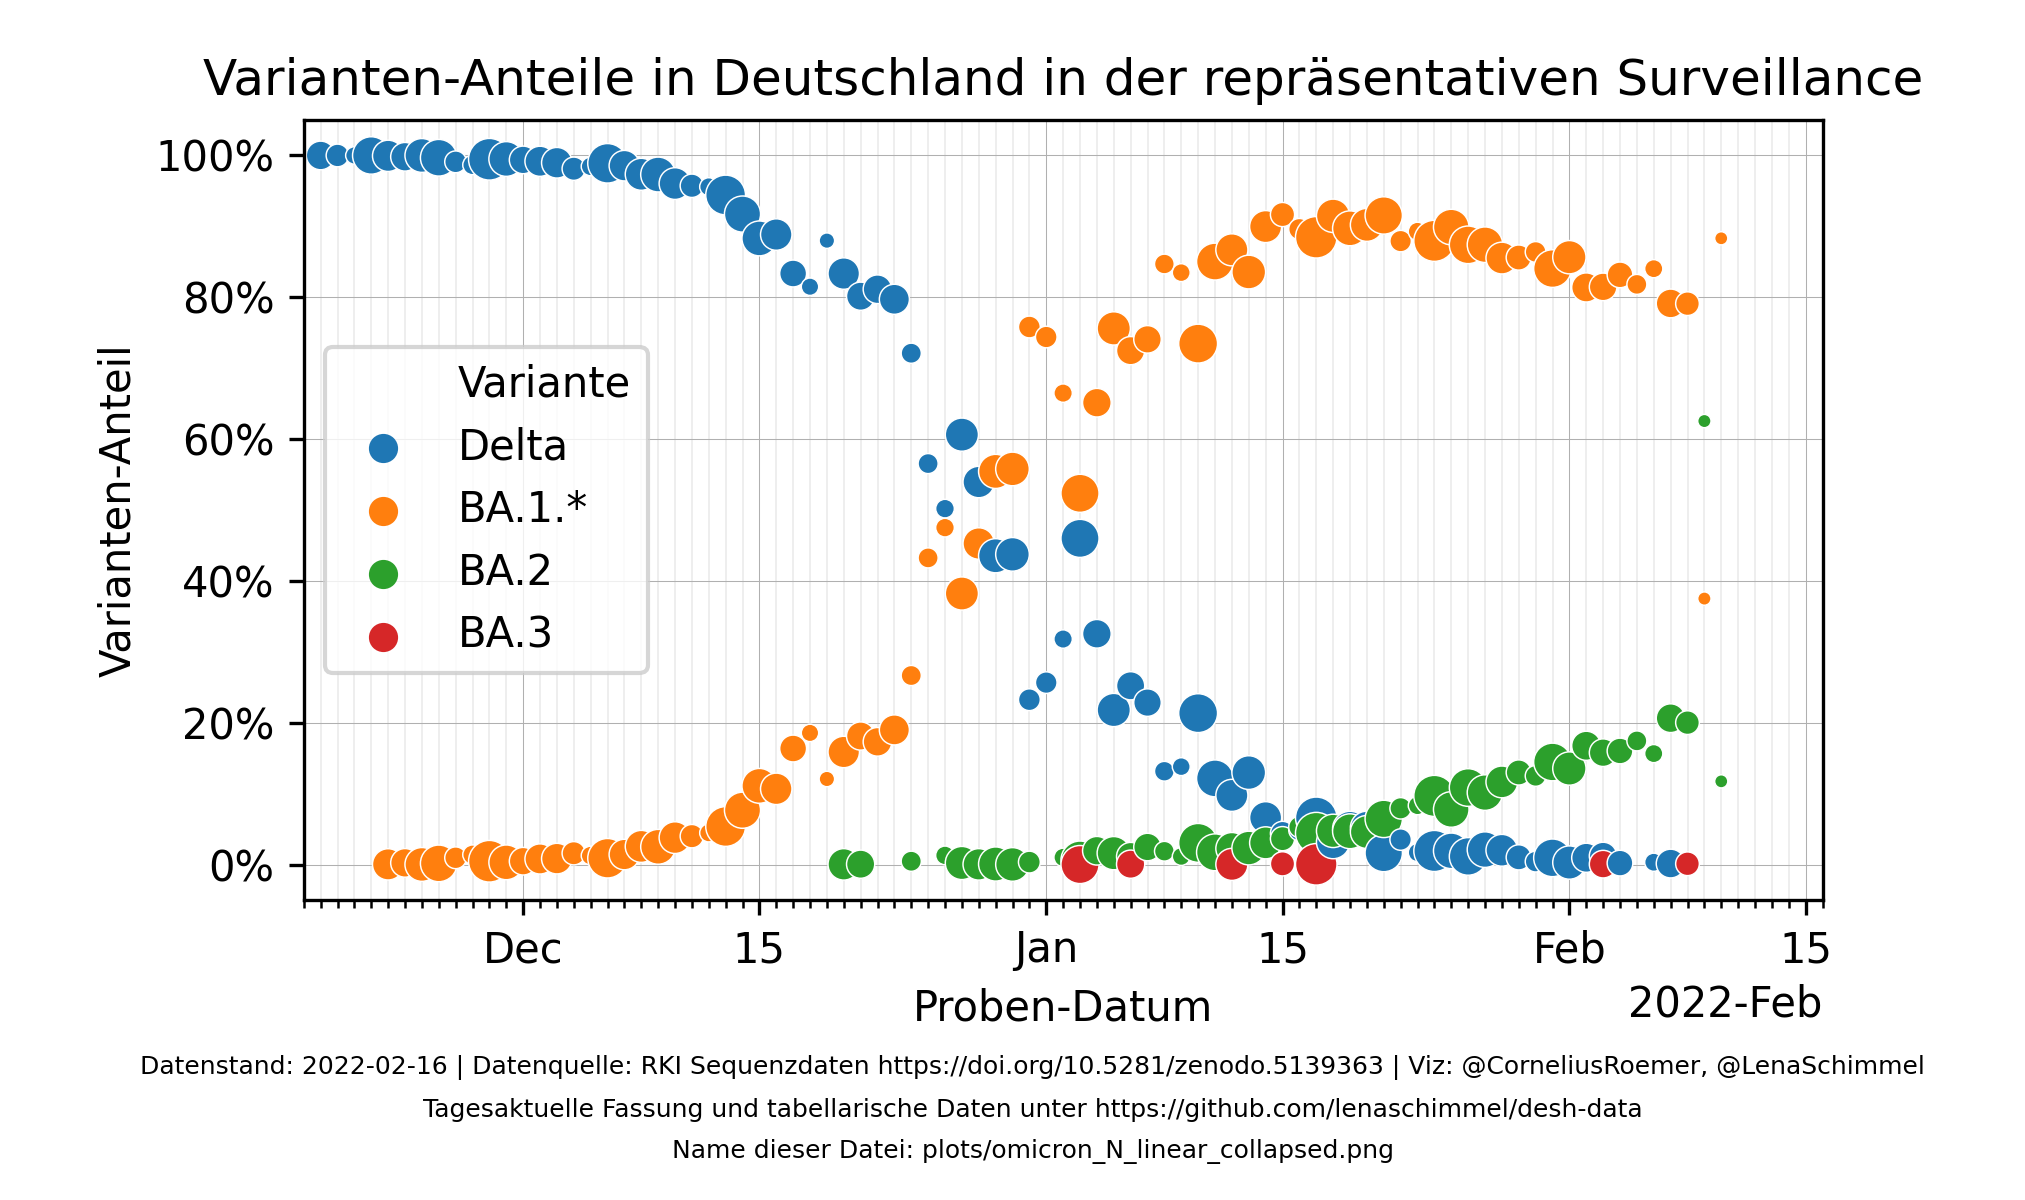 Varianten-Anteile in Deutschland in der repräsentativen Surveillance
Varianten-Anteil
100%
80%
60%
40%
20%
0%
Variante
Delta
BA.1.*
BA.2
BA.3
Dec 15 Jan 15 Feb 15
Proben-Datum
2022-Feb
Datenstand: 2022-02-16 | Datenquelle: RKI Sequenzdaten https://doi.org/10.5281/zenodo.5139363 | Viz: @CorneliusRoemer, @LenaSchimmel
Tagesaktuelle Fassung und tabellarische Daten unter https://github.com/lenaschimmel/desh-data
Name dieser Datei: plots/omicron_N_linear_collapsed.png